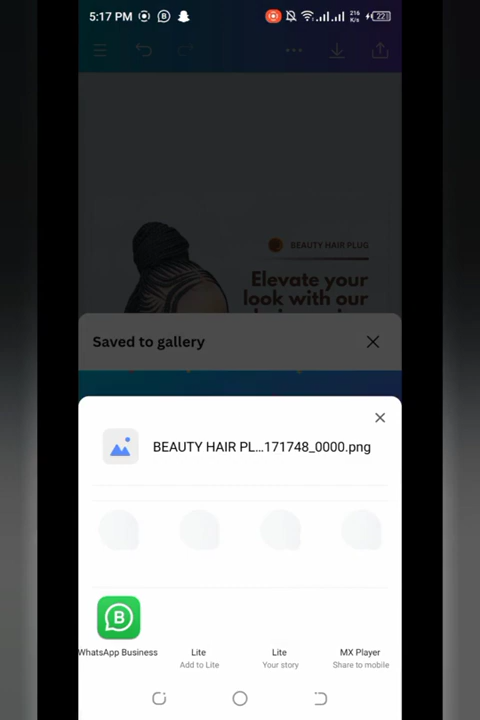 5:17 PM
216 K/s
22
BEAUTY HAIR PLUG
Elevate your
look with our
Saved to gallery
BEAUTY HAIR PL...171748_0000.png
WhatsApp Business
Lite
Add to Lite
Lite
Your story
MX Player
Share to mobile